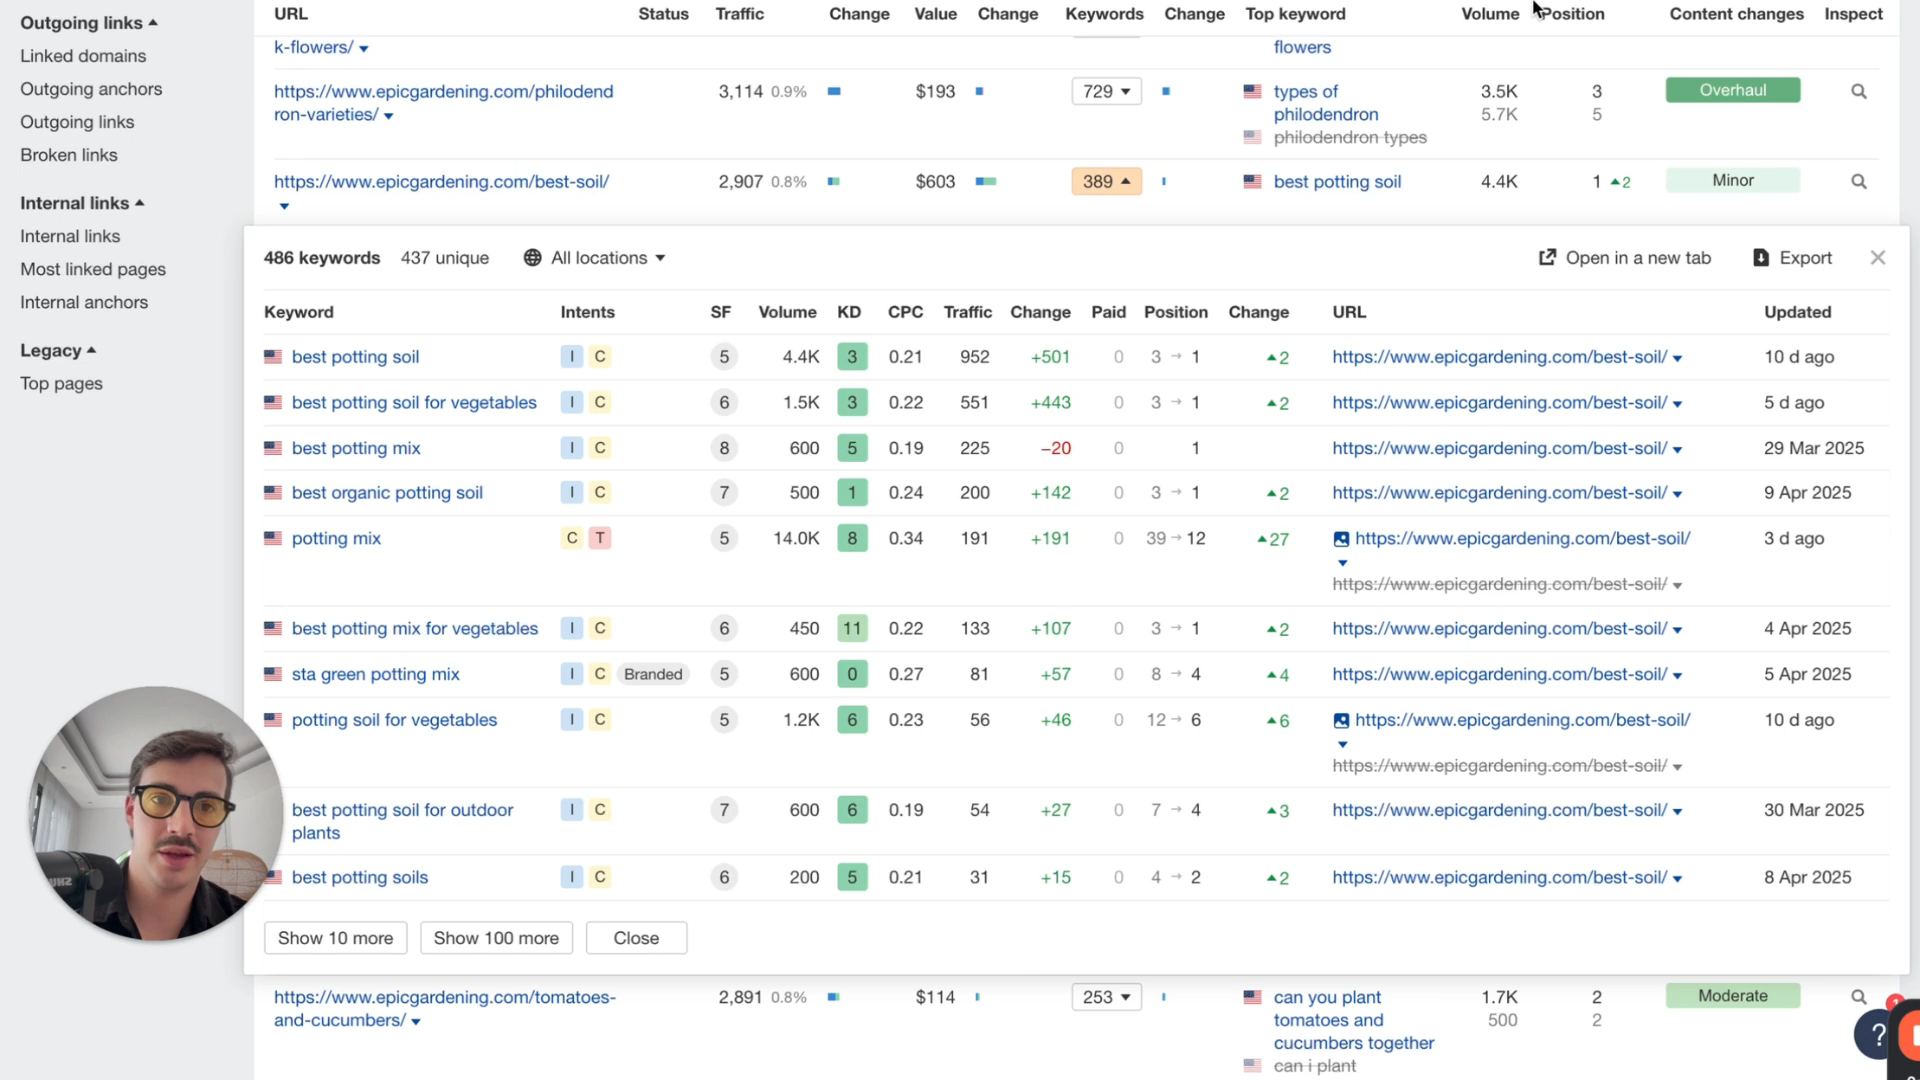 Outgoing links
Linked domains
Outgoing anchors
Outgoing links
Broken links
Internal links
Internal links
Most linked pages
Internal anchors
Legacy
Top pages
URL Status Traffic Change Value Change Keywords Change Top keyword Volume Position Content changes Inspect
k-flowers/ flowers
https://www.epicgardening.com/philodend 3,114 0.9% $193 729 types of 3.5K 3 Overhaul
ron-varieties/ philodendron 5.7K 5
philodendron types
https://www.epicgardening.com/best-soil/ 2,907 0.8% $603 389 best potting soil 4.4K 1 2 Minor
486 keywords 437 unique All locations Open in a new tab Export
Keyword Intents SF Volume KD CPC Traffic Change Paid Position Change URL Updated
best potting soil I C 5 4.4K 3 0.21 952 +501 0 3 → 1 2 https://www.epicgardening.com/best-soil/ 10 d ago
best potting soil for vegetables I C 6 1.5K 3 0.22 551 +443 0 3 → 1 2 https://www.epicgardening.com/best-soil/ 5 d ago
best potting mix I C 8 600 5 0.19 225 −20 0 1 https://www.epicgardening.com/best-soil/ 29 Mar 2025
best organic potting soil I C 7 500 1 0.24 200 +142 0 3 → 1 2 https://www.epicgardening.com/best-soil/ 9 Apr 2025
potting mix C T 5 14.0K 8 0.34 191 +191 0 39 → 12 27 https://www.epicgardening.com/best-soil/ 3 d ago
https://www.epicgardening.com/best-soil/
best potting mix for vegetables I C 6 450 11 0.22 133 +107 0 3 → 1 2 https://www.epicgardening.com/best-soil/ 4 Apr 2025
sta green potting mix I C Branded 5 600 0 0.27 81 +57 0 8 → 4 4 https://www.epicgardening.com/best-soil/ 5 Apr 2025
potting soil for vegetables I C 5 1.2K 6 0.23 56 +46 0 12 → 6 6 https://www.epicgardening.com/best-soil/ 10 d ago
https://www.epicgardening.com/best-soil/
best potting soil for outdoor I C 7 600 6 0.19 54 +27 0 7 → 4 3 https://www.epicgardening.com/best-soil/ 30 Mar 2025
plants
best potting soils I C 6 200 5 0.21 31 +15 0 4 → 2 2 https://www.epicgardening.com/best-soil/ 8 Apr 2025
Show 10 more Show 100 more Close
https://www.epicgardening.com/tomatoes- 2,891 0.8% $114 253 can you plant 1.7K 2 Moderate
and-cucumbers/ tomatoes and 500 2
cucumbers together
can i plant
?
1